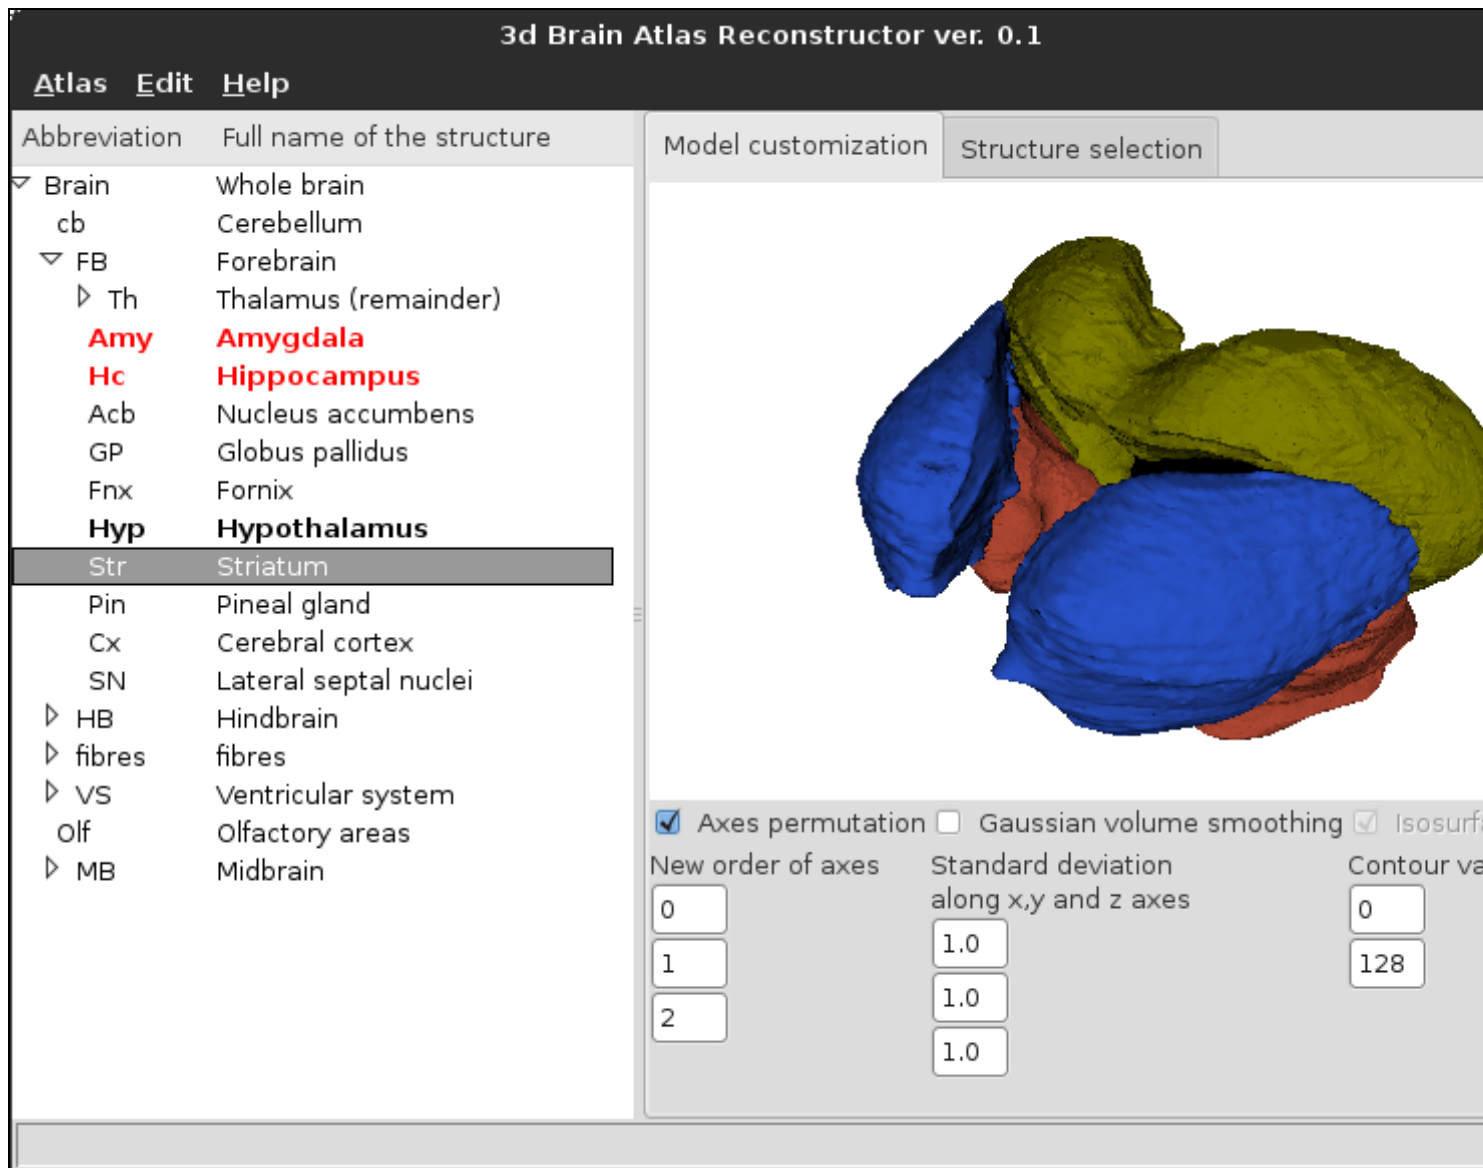 3d Brain Atlas Reconstructor ver. 0.1
Atlas Edit Help
Abbreviation Full name of the structure
Brain Whole brain
cb Cerebellum
FB Forebrain
Th Thalamus (remainder)
Amy Amygdala
Hc Hippocampus
Acb Nucleus accumbens
GP Globus pallidus
Fnx Fornix
Hyp Hypothalamus
Str Striatum
Pin Pineal gland
Cx Cerebral cortex
SN Lateral septal nuclei
HB Hindbrain
fibres fibres
VS Ventricular system
Olf Olfactory areas
MB Midbrain
Model customization Structure selection
Axes permutation Gaussian volume smoothing
New order of axes
0
1
2
Standard deviation
along x,y and z axes
1.0
1.0
1.0
Contour
0
128